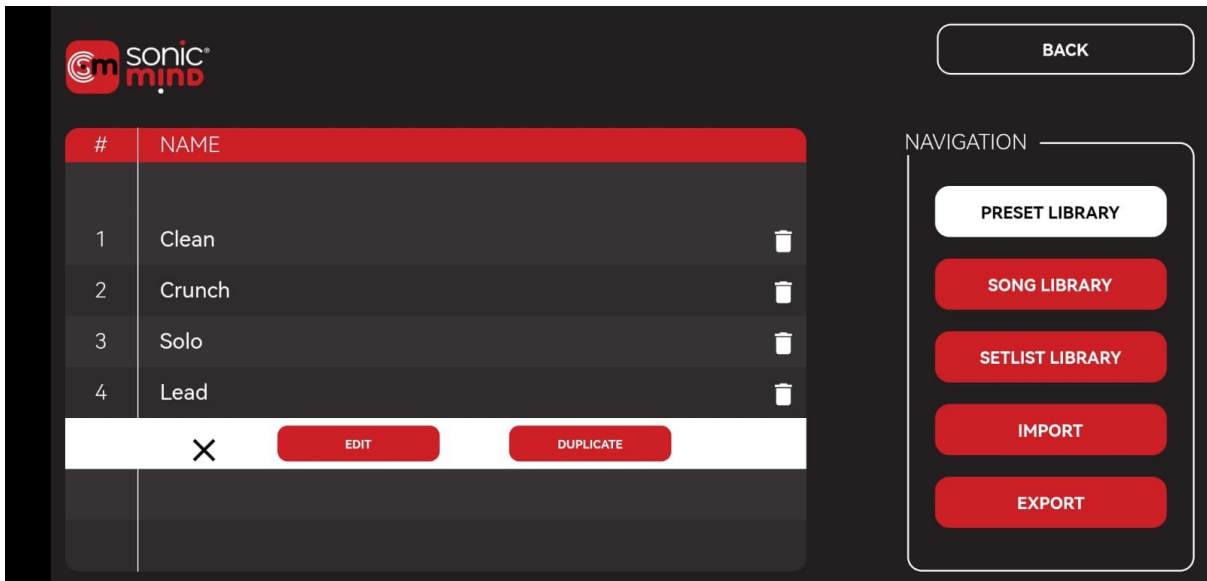 sm sonic®
mind
BACK
# NAME
1 Clean
2 Crunch
3 Solo
4 Lead
EDIT DUPLICATE
NAVIGATION
PRESET LIBRARY
SONG LIBRARY
SETLIST LIBRARY
IMPORT
EXPORT